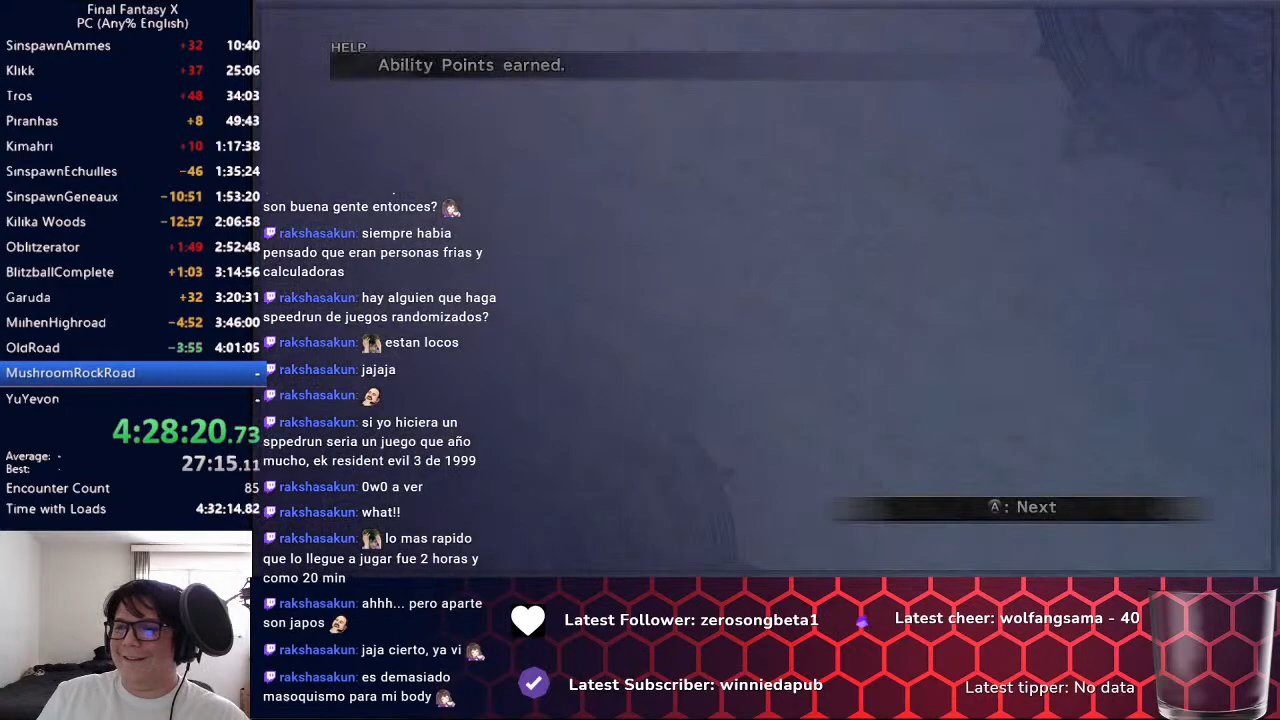 Final Fantasy X
PC (Any% English)
SinspawnAmmes +32 10:40
Klikk +37 25:06
Tros +48 34:03
Piranhas +8 49:43
Kimahri +10 1:17:38
SinspawnEchuilles −46 1:35:24
SinspawnGeneaux −10:51 1:53:20
Kilika Woods −12:57 2:06:58
Oblitzerator +1:49 2:52:48
BlitzballComplete +1:03 3:14:56
Garuda +32 3:20:31
MiihenHighroad −4:52 3:46:00
OldRoad −3:55 4:01:05
MushroomRockRoad -
YuYevon -
4:28:20.73
Average: -
Best: -
27:15.11
Encounter Count 85
Time with Loads 4:32:14.82
HELP
Ability Points earned.
son buena gente entonces?
rakshasakun: siempre habia
pensado que eran personas frias y
calculadoras
rakshasakun: hay alguien que haga
speedrun de juegos randomizados?
rakshasakun: estan locos
rakshasakun: jajaja
rakshasakun:
rakshasakun: si yo hiciera un
sppedrun seria un juego que año
mucho, ek resident evil 3 de 1999
rakshasakun: 0w0 a ver
rakshasakun: what!!
rakshasakun: lo mas rapido
que lo llegue a jugar fue 2 horas y
como 20 min
rakshasakun: ahhh... pero aparte
son japos
rakshasakun: jaja cierto, ya vi
rakshasakun: es demasiado
masoquismo para mi body
A: Next
Latest Follower: zerosongbeta1
Latest cheer: wolfangsama - 40
Latest Subscriber: winniedapub
Latest tipper: No data